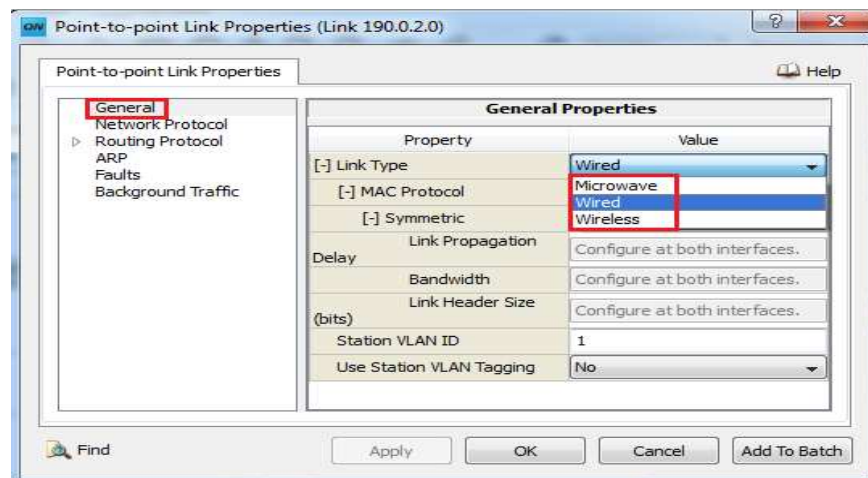 QN Point-to-point Link Properties (Link 190.0.2.0) ? X
Point-to-point Link Properties
Help
General
Network Protocol
Routing Protocol
ARP
Faults
Background Traffic
General Properties
Property Value
[-] Link Type Wired
[-] MAC Protocol Microwave
Wired
[-] Symmetric Wireless
Link Propagation
Delay Configure at both interfaces.
Bandwidth Configure at both interfaces.
Link Header Size
(bits) Configure at both interfaces.
Station VLAN ID 1
Use Station VLAN Tagging No
Find Apply OK Cancel Add To Batch